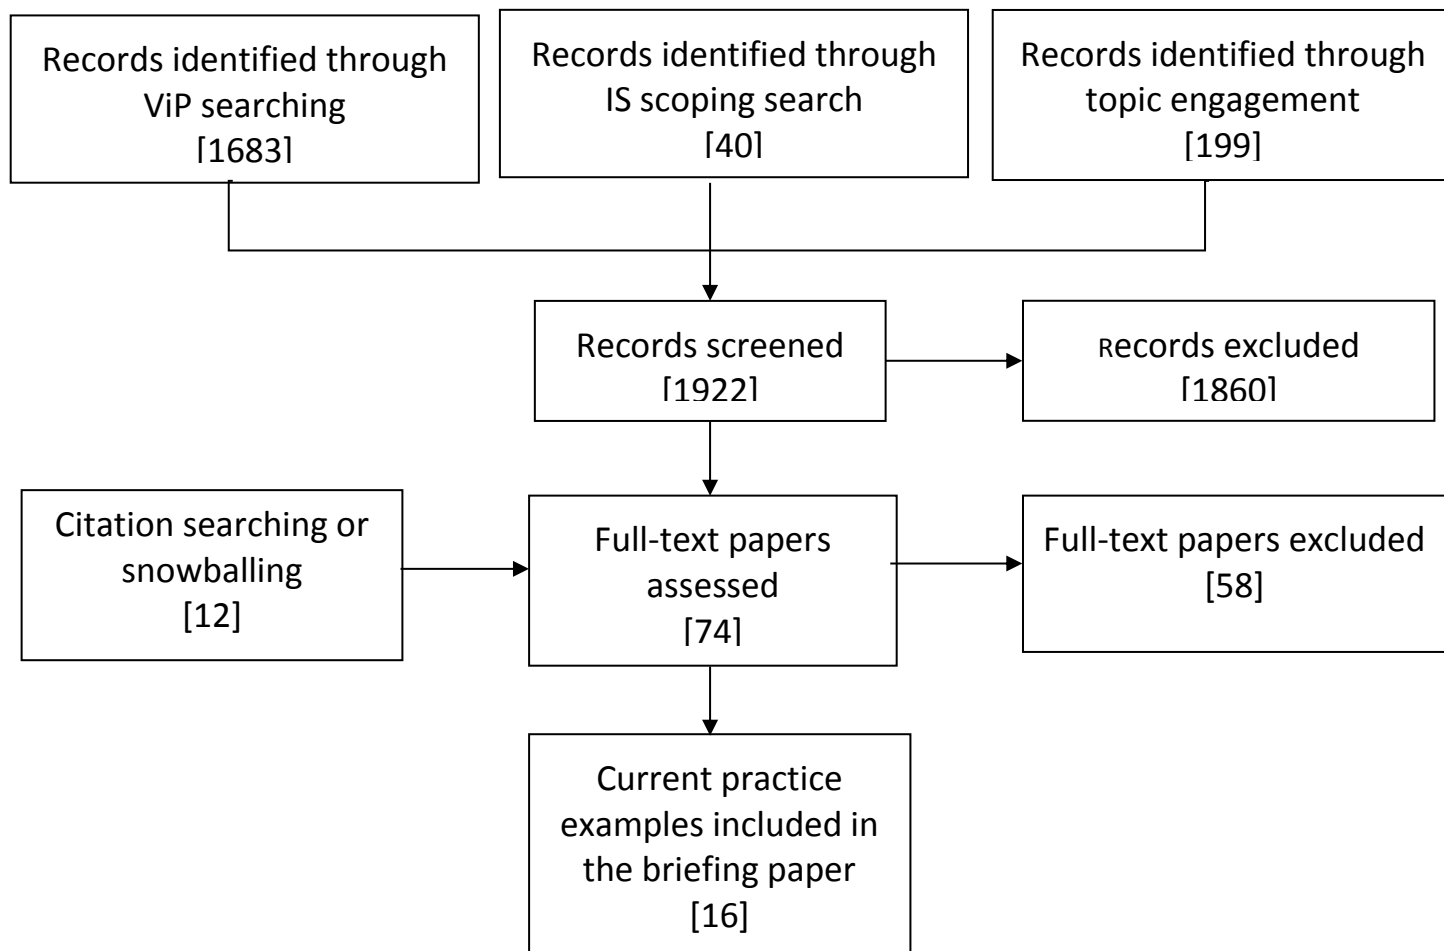 Records identified through
ViP searching
[1683]
Records identified through
IS scoping search
[40]
Records identified through
topic engagement
[199]
Records screened
[1922]
Records excluded
[1860]
Citation searching or
snowballing
[12]
Full-text papers
assessed
[74]
Full-text papers excluded
[58]
Current practice
examples included in
the briefing paper
[16]